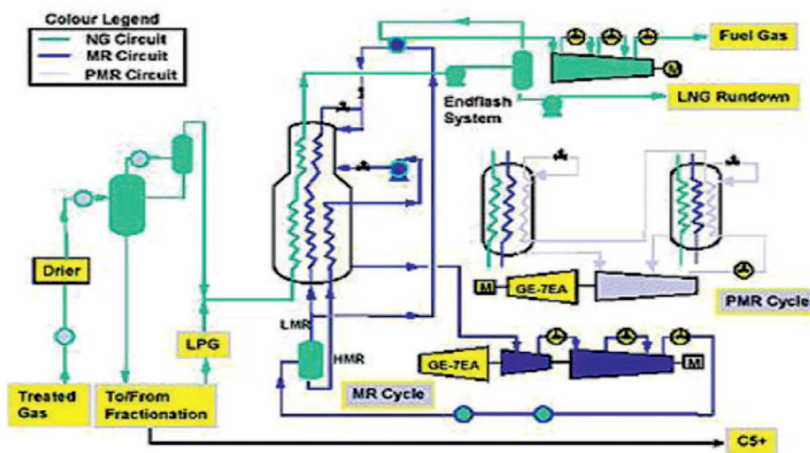 Colour Legend
NG Circuit
MR Circuit
PMR Circuit
Fuel Gas
LNG Rundown
M
Endflash
System
Drier
LPG
Treated
Gas
To/From
Fractionation
LMR
HMR
M
GE-7EA
PMR Cycle
GE-7EA
M
MR Cycle
C5+